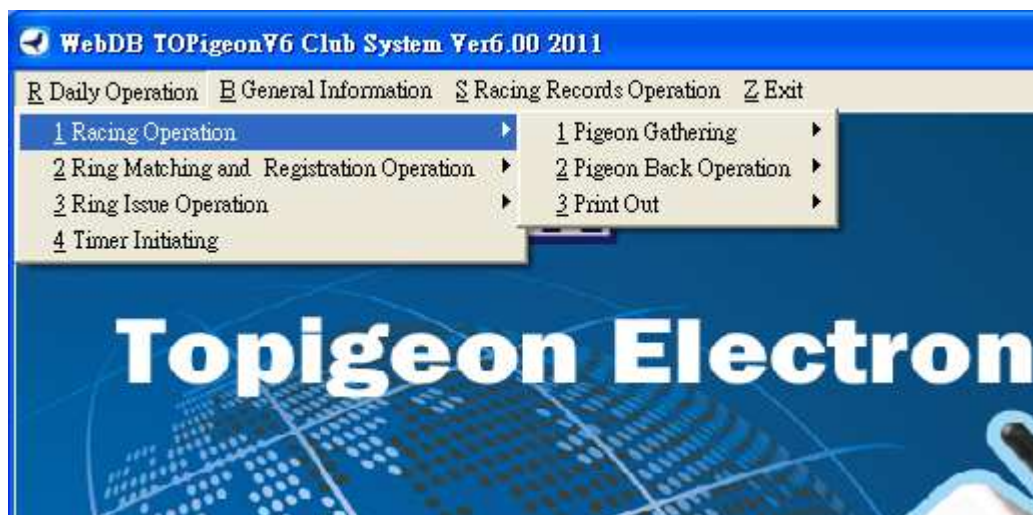 WebDB TOPigeonV6 Club System Ver6.00 2011
R Daily Operation B General Information S Racing Records Operation Z Exit
1 Racing Operation
2 Ring Matching and Registration Operation
3 Ring Issue Operation
4 Timer Initiating
1 Pigeon Gathering
2 Pigeon Back Operation
3 Print Out
Topigeon Electron